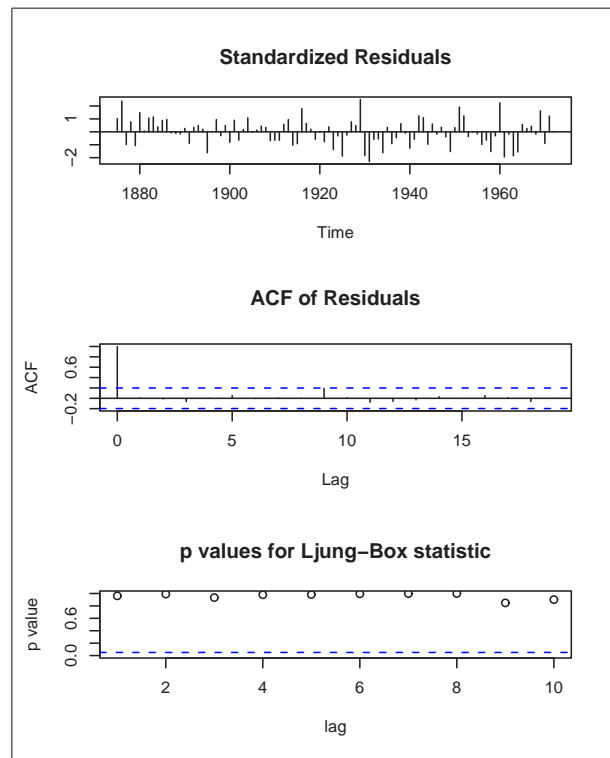 Standardized Residuals
1
−2
1880 1900 1920 1940 1960
Time
ACF of Residuals
ACF
0.6
−0.2
0 5 10 15
Lag
p values for Ljung−Box statistic
p value
0.6
0.0
2 4 6 8 10
lag